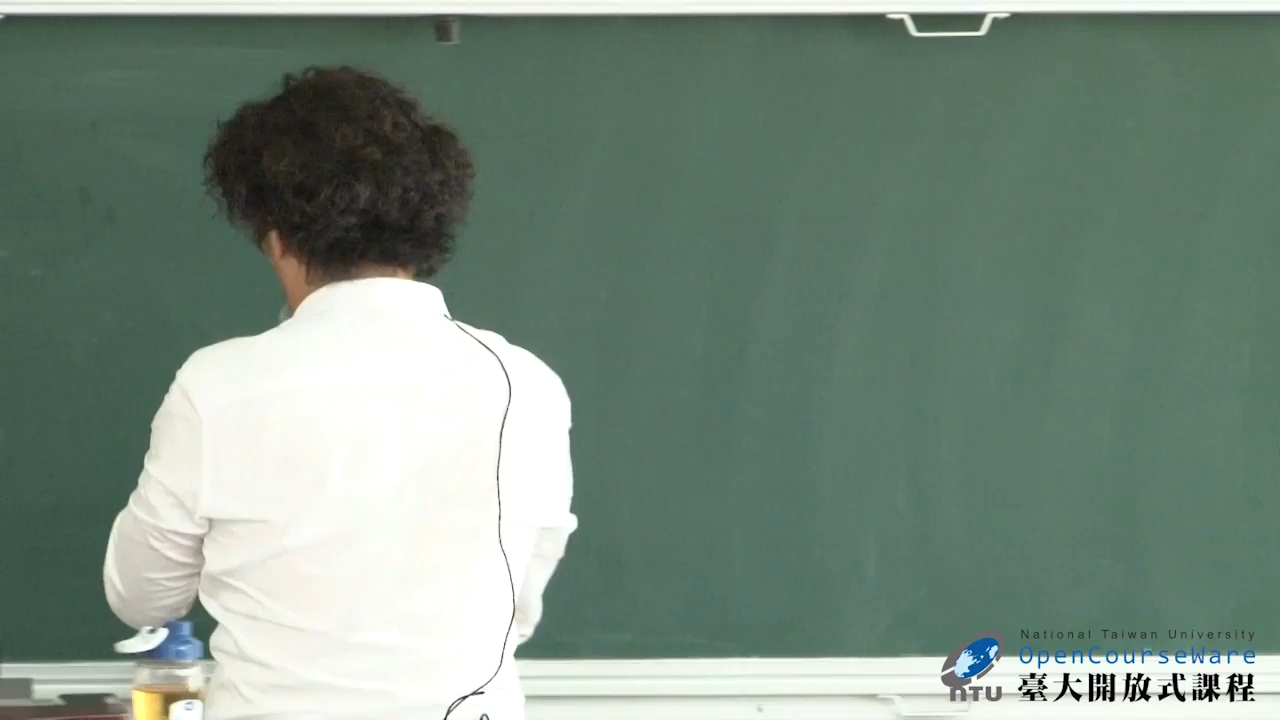 National Taiwan University
OpenCourseWare
NTU
臺大開放式課程